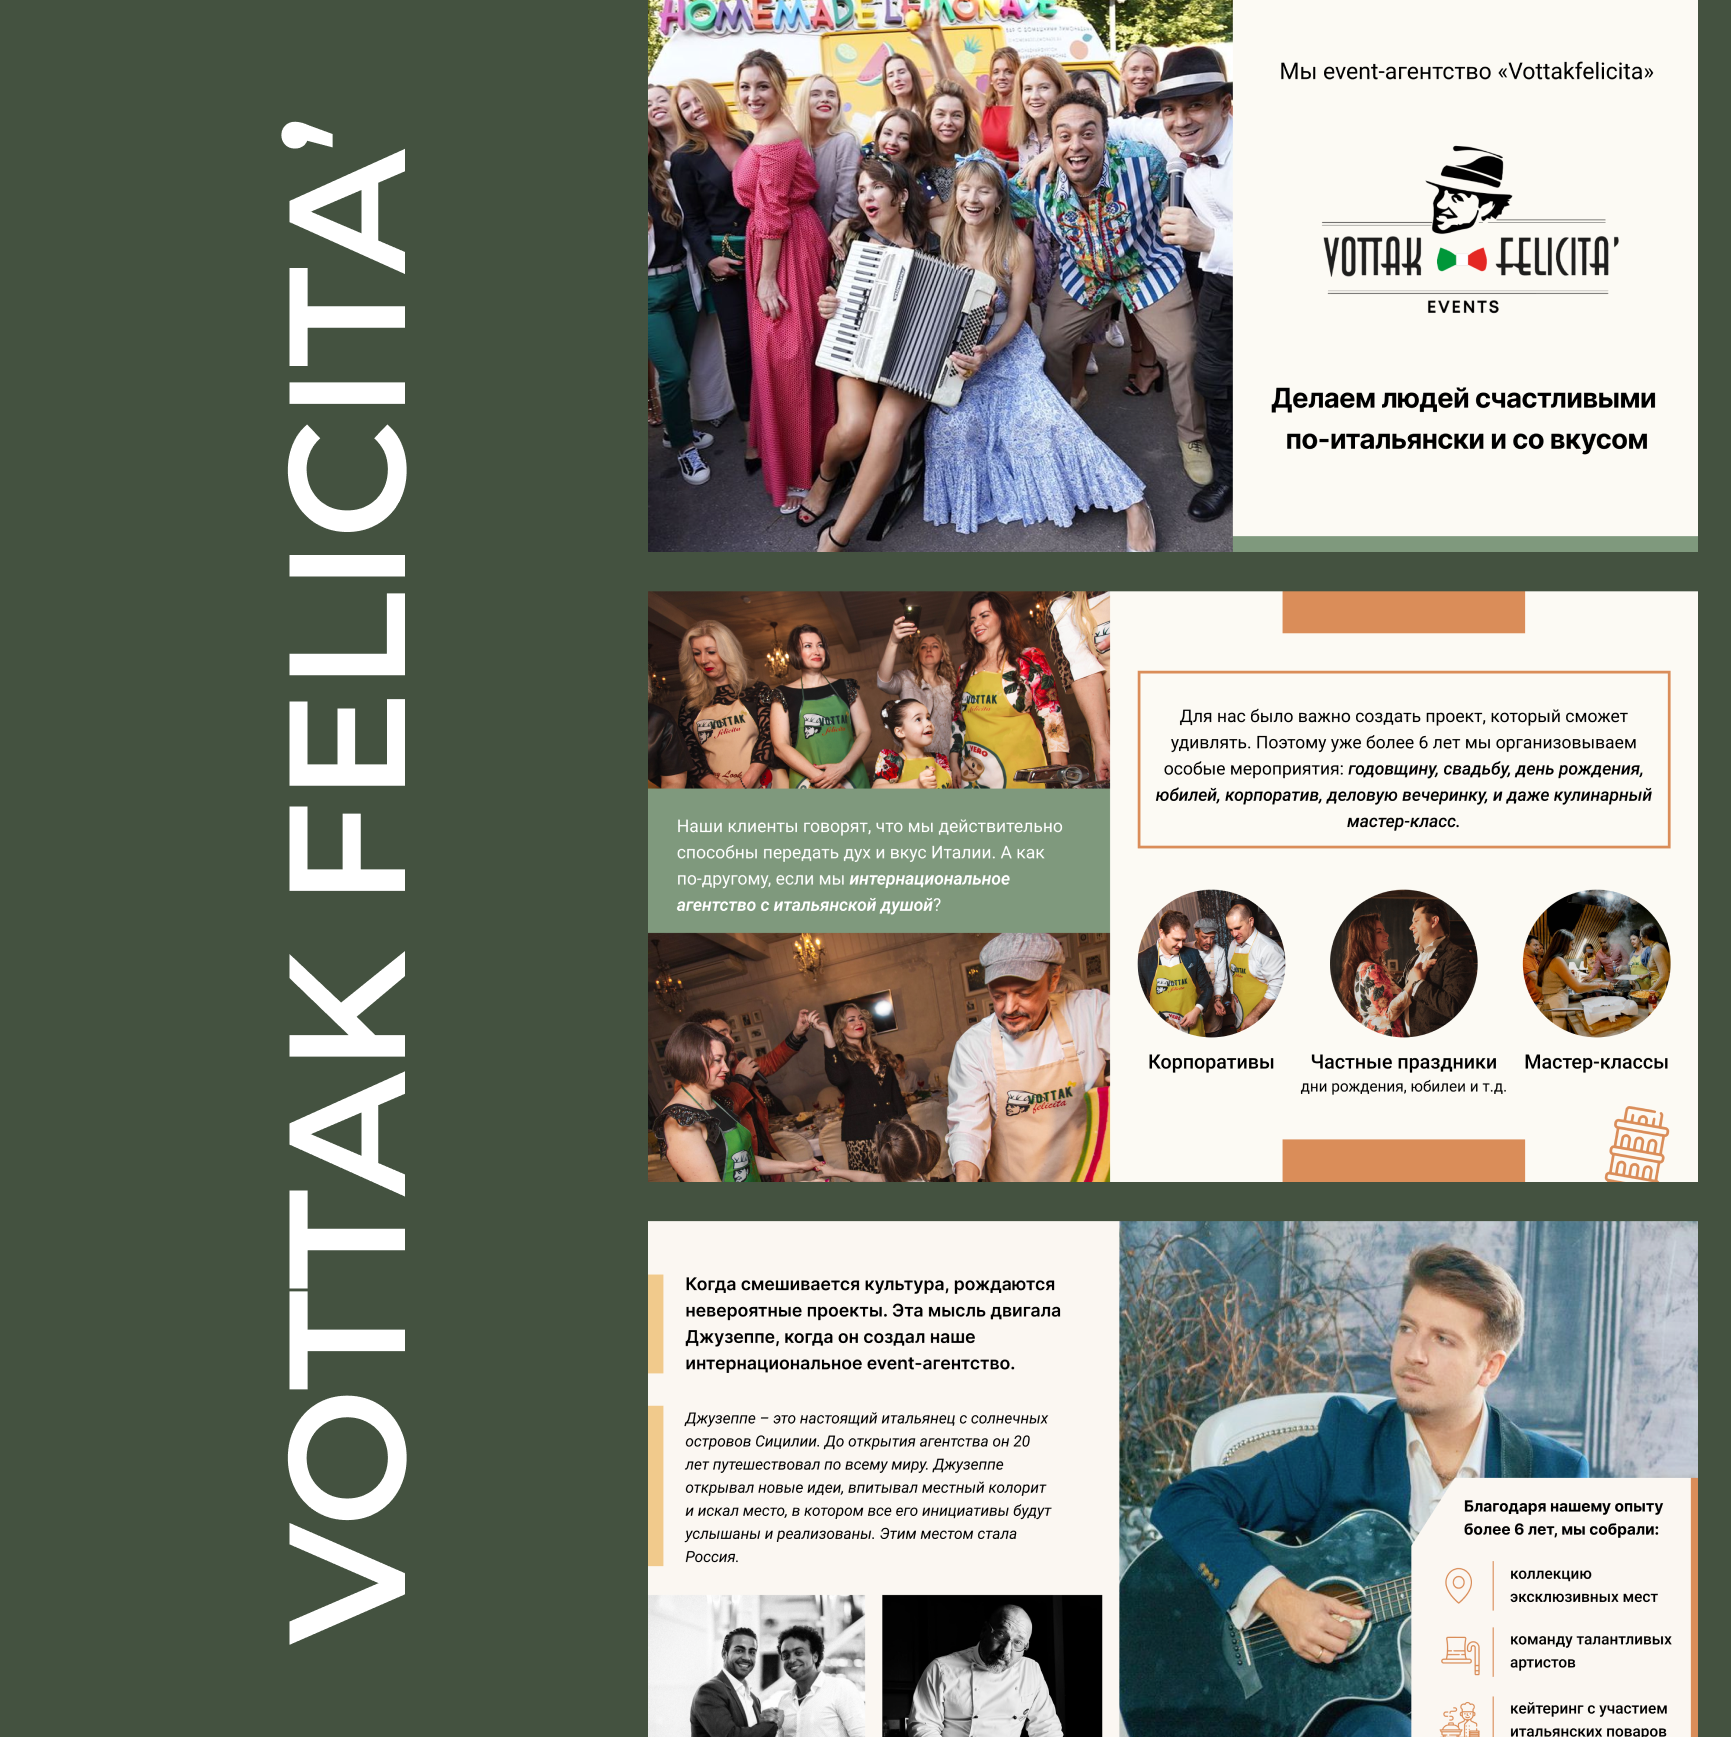 VOTTAK FELICITA’
HOMEMADE LEMONADE
Мы event-агентство «Vottakfelicita»
VOTTAK FELICITA’
EVENTS
Делаем людей счастливыми
по-итальянски и со вкусом
VOTTAK
VOTTAK
Наши клиенты говорят, что мы действительно
способны передать дух и вкус Италии. А как
по-другому, если мы интернациональное
агентство с итальянской душой?
VOTTAK
felicita
Для нас было важно создать проект, который сможет
удивлять. Поэтому уже более 6 лет мы организовываем
особые мероприятия: годовщину, свадьбу, день рождения,
юбилей, корпоратив, деловую вечеринку, и даже кулинарный
мастер-класс.
Корпоративы
Частные праздники
дни рождения, юбилеи и т.д.
Мастер-классы
Когда смешивается культура, рождаются
невероятные проекты. Эта мысль двигала
Джузеппе, когда он создал наше
интернациональное event-агентство.
Джузеппе – это настоящий итальянец с солнечных
островов Сицилии. До открытия агентства он 20
лет путешествовал по всему миру. Джузеппе
открывал новые идеи, впитывал местный колорит
и искал место, в котором все его инициативы будут
услышаны и реализованы. Этим местом стала
Россия.
Благодаря нашему опыту
более 6 лет, мы собрали:
коллекцию
эксклюзивных мест
команду талантливых
артистов
кейтеринг с участием
итальянских поваров